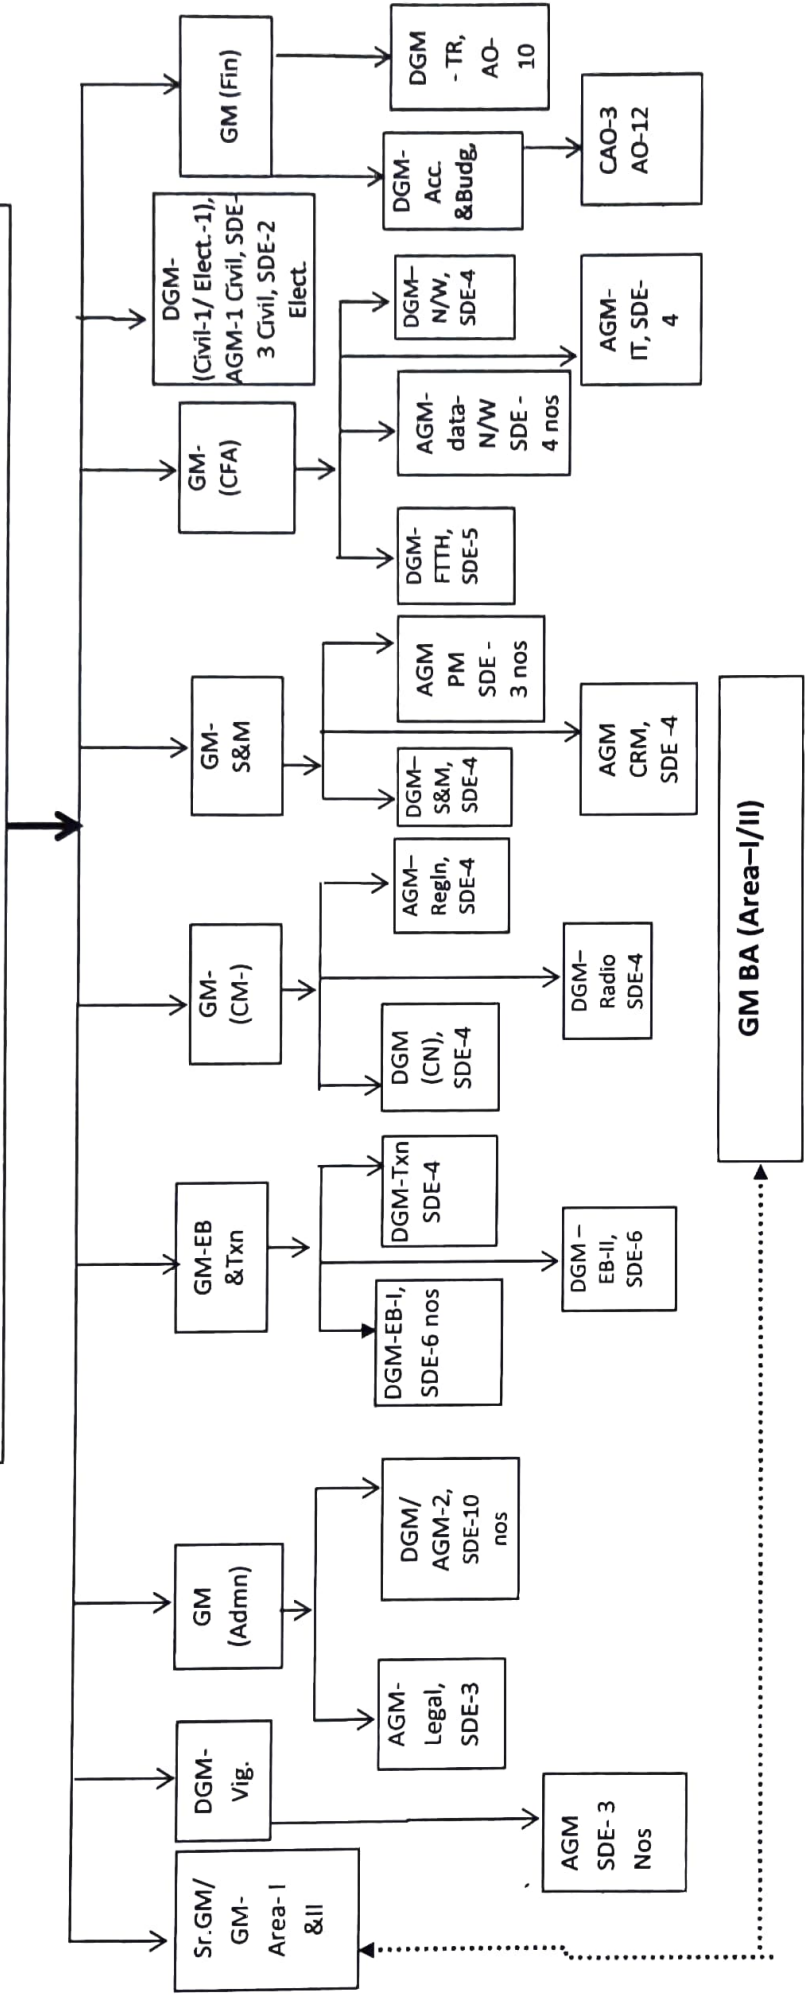 Sr.GM/
GM-
Area- I
&II
DGM-
Vig.
GM
(Admn)
GM-EB
&Txn
GM-
(CM-)
GM-
S&M
GM-
(CFA)
DGM-
(Civil-1/ Elect.-1),
AGM-1 Civil, SDE-
3 Civil, SDE-2
Elect.
GM (Fin)
AGM-
Legal,
SDE-3
DGM/
AGM-2,
SDE-10
nos
DGM-EB-I,
SDE-6 nos
DGM-Txn
SDE-4
DGM
(CN),
SDE-4
AGM–
Regln,
SDE-4
DGM–
S&M,
SDE-4
AGM
PM
SDE -
3 nos
DGM-
FTTH,
SDE-5
AGM-
data-
N/W
SDE -
4 nos
DGM–
N/W,
SDE-4
DGM-
Acc.
&Budg,
DGM
- TR,
AO-
10
AGM
SDE- 3
Nos
DGM –
EB-II,
SDE-6
DGM–
Radio
SDE-4
AGM
CRM,
SDE -4
AGM-
IT, SDE-
4
CAO-3
AO-12
GM BA (Area–I/II)